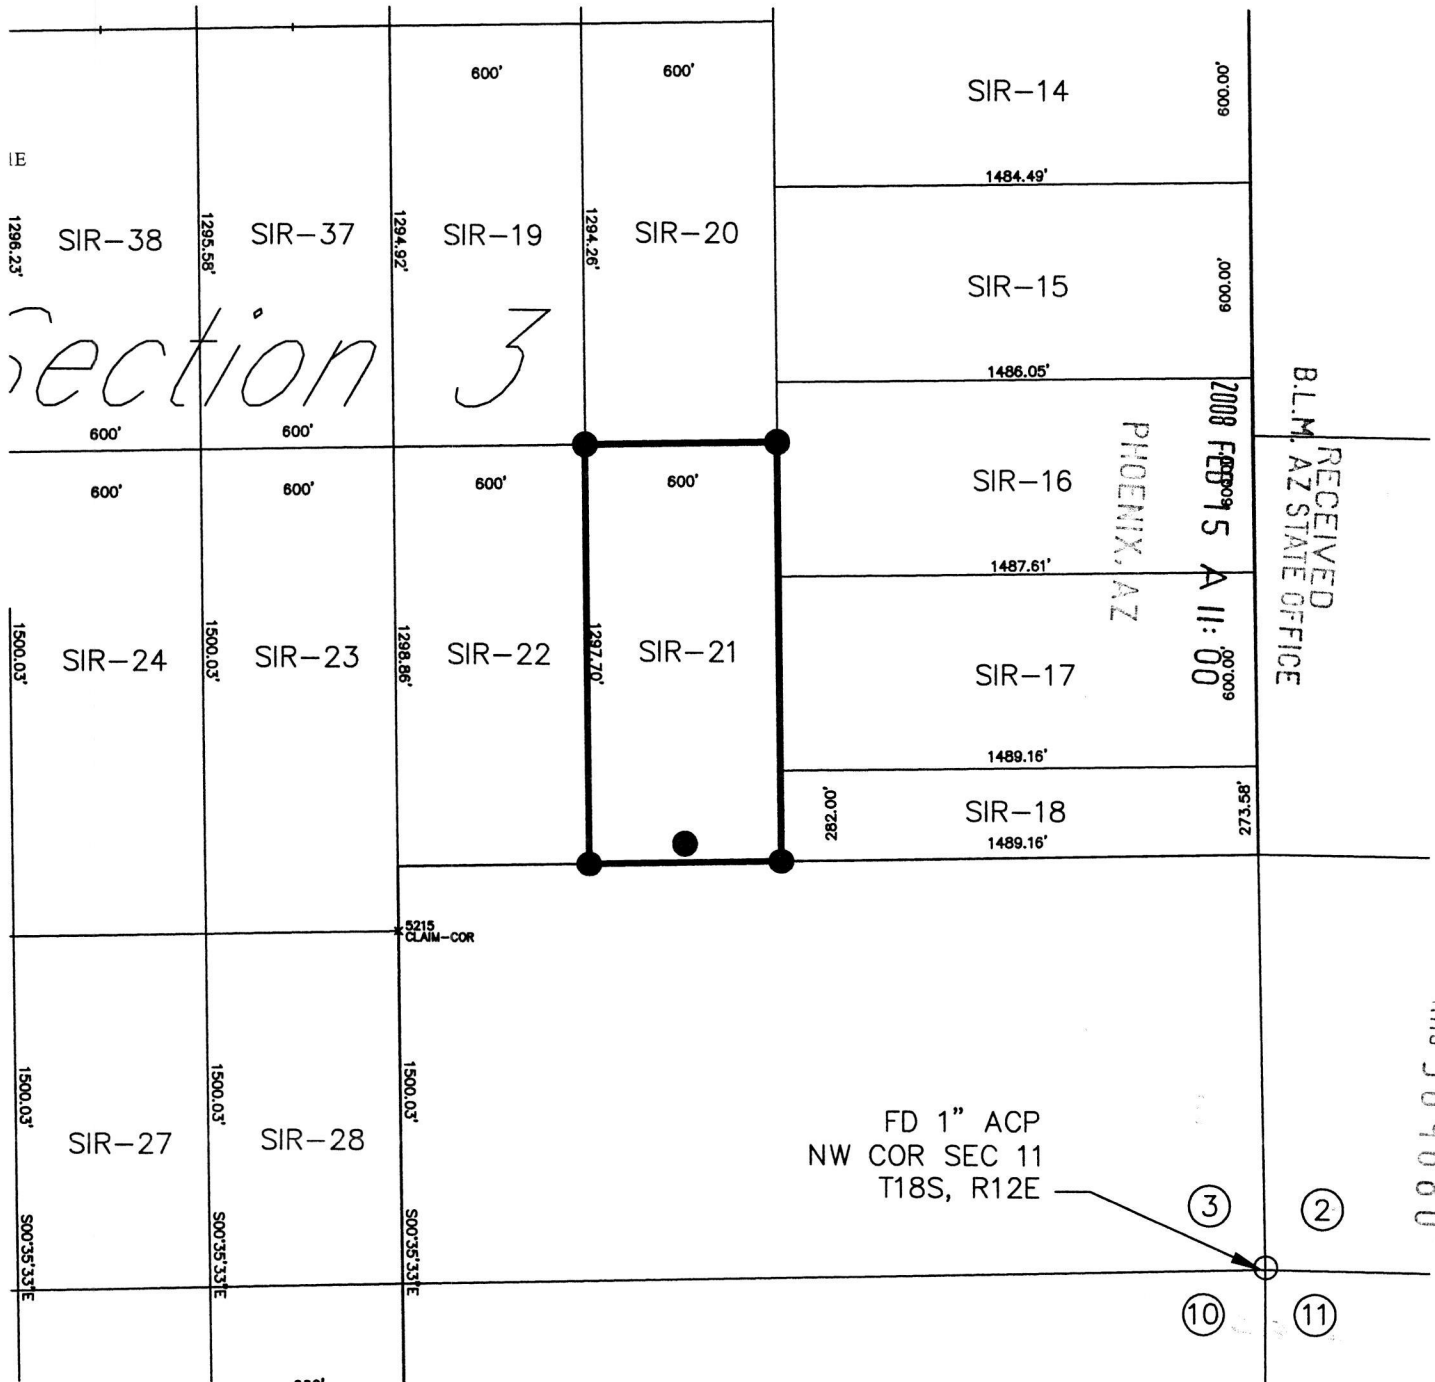 600'
600'
SIR-14
600.00'
IE
1484.49'
1296.23'
SIR-38
1295.58'
SIR-37
1294.92'
SIR-19
1294.26'
SIR-20
SIR-15
600.00'
Section 3
1486.05'
600'
600'
600'
600'
600'
600'
SIR-16
PHOENIX, AZ
2008 FEB 15 A 11:00
RECEIVED
B.L.M. AZ STATE OFFICE
1487.61'
1500.03'
SIR-24
1500.03'
SIR-23
1298.86'
SIR-22
1297.70'
SIR-21
SIR-17
600.00'
1489.16'
282.00'
SIR-18
273.58'
1489.16'
5215
CLAIM-COR
1500.03'
SIR-27
1500.03'
SIR-28
1500.03'
FD 1" ACP
NW COR SEC 11
T18S, R12E
S00°35'33"E
S00°35'33"E
S00°35'33"E
3
2
10
11